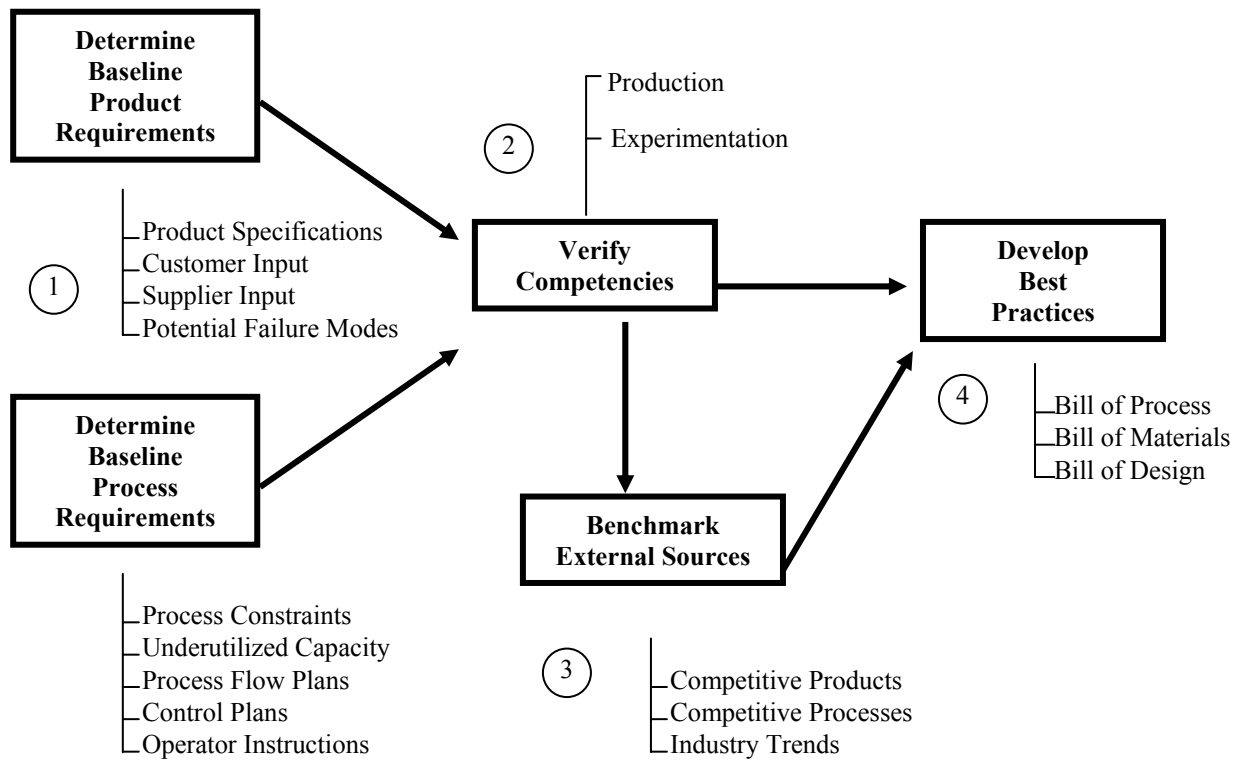 Determine
Baseline
Product
Requirements
1
Product Specifications
Customer Input
Supplier Input
Potential Failure Modes
Determine
Baseline
Process
Requirements
Process Constraints
Underutilized Capacity
Process Flow Plans
Control Plans
Operator Instructions
2
Production
Experimentation
Verify
Competencies
Benchmark
External Sources
3
Competitive Products
Competitive Processes
Industry Trends
Develop
Best
Practices
4
Bill of Process
Bill of Materials
Bill of Design